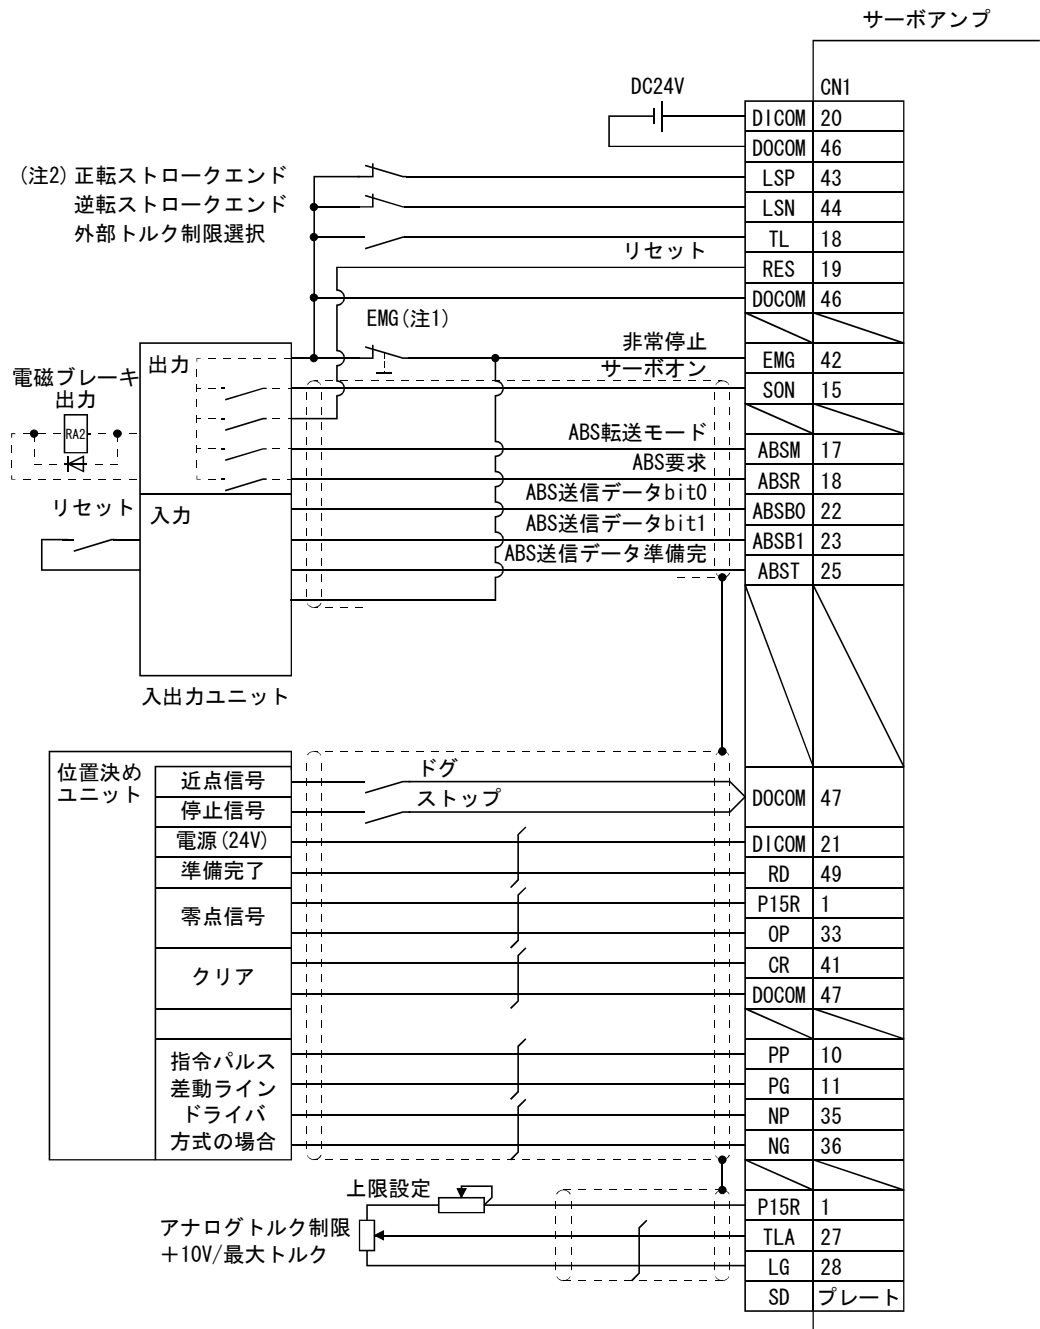 サーボアンプ
DC24V
CN1
DICOM 20
DOCOM 46
(注2) 正転ストロークエンド
LSP 43
逆転ストロークエンド
LSN 44
外部トルク制限選択
TL 18
リセット
RES 19
DOCOM 46
EMG(注1)
非常停止
EMG 42
サーボオン
SON 15
出力
電磁ブレーキ
出力
RA2
ABS転送モード
ABSM 17
ABS要求
ABSR 18
ABS送信データbit0
ABSB0 22
ABS送信データbit1
ABSB1 23
ABS送信データ準備完
ABST 25
リセット
入力
入出力ユニット
位置決め
ユニット
近点信号
ドグ
停止信号
ストップ
DOCOM 47
電源(24V)
DICOM 21
準備完了
RD 49
零点信号
P15R 1
OP 33
クリア
CR 41
DOCOM 47
指令パルス
差動ライン
ドライバ
方式の場合
PP 10
PG 11
NP 35
NG 36
上限設定
P15R 1
アナログトルク制限
+10V/最大トルク
TLA 27
LG 28
SD プレート